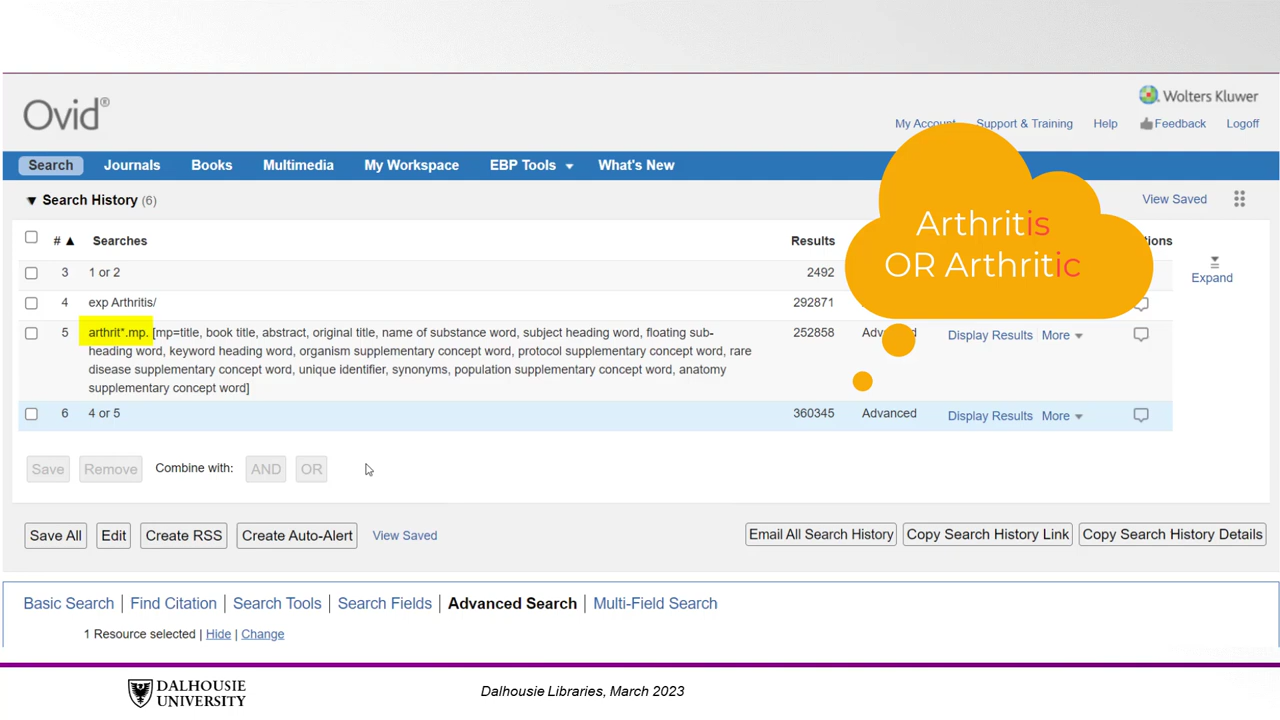 Ovid®
Wolters Kluwer
My Account
Support & Training
Help
Feedback
Logoff
Search
Journals
Books
Multimedia
My Workspace
EBP Tools
What's New
Search History (6)
View Saved
# ▲ Searches
Results
Arthritis
OR Arthritic
Expand
3 1 or 2
2492
4 exp Arthritis/
292871
5 arthrit*.mp. [mp=title, book title, abstract, original title, name of substance word, subject heading word, floating sub-
heading word, keyword heading word, organism supplementary concept word, protocol supplementary concept word, rare
disease supplementary concept word, unique identifier, synonyms, population supplementary concept word, anatomy
supplementary concept word]
252858
Display Results More
6 4 or 5
360345
Advanced
Display Results More
Save
Remove
Combine with:
AND
OR
Save All
Edit
Create RSS
Create Auto-Alert
View Saved
Email All Search History
Copy Search History Link
Copy Search History Details
Basic Search | Find Citation | Search Tools | Search Fields | Advanced Search | Multi-Field Search
1 Resource selected | Hide | Change
DALHOUSIE
UNIVERSITY
Dalhousie Libraries, March 2023